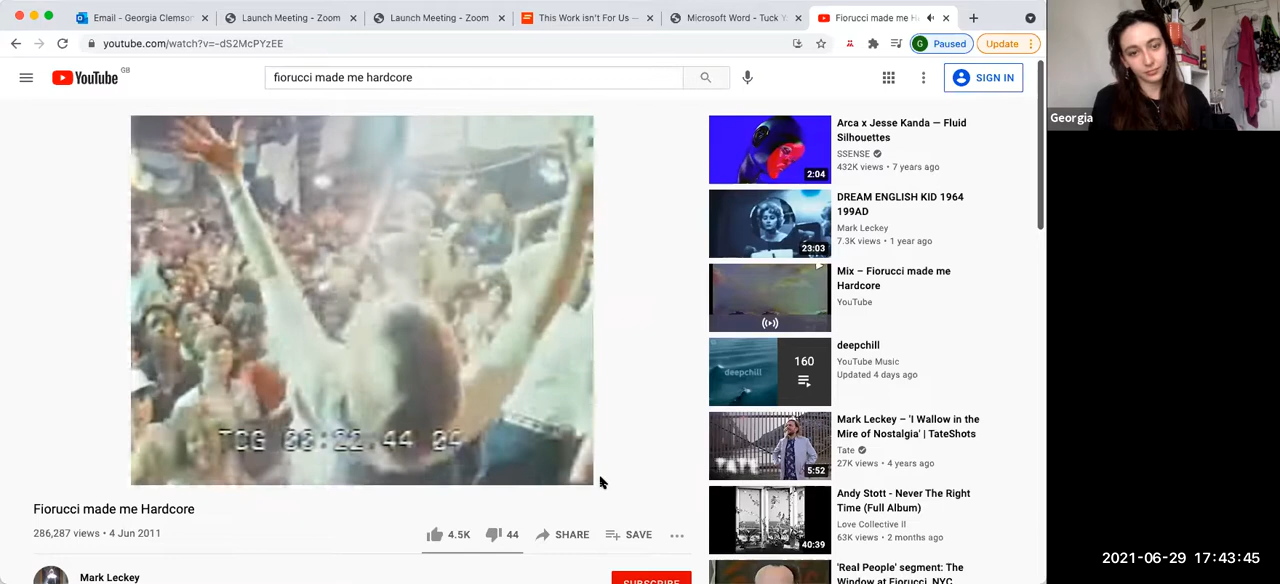 Email - Georgia Clemso
Launch Meeting - Zoom
Launch Meeting - Zoom
This Work isn't For Us —
Microsoft Word - Tuck Y
Fiorucci made me H
youtube.com/watch?v=-dS2McPYzEE
G Paused
Update
YouTube GB
fiorucci made me hardcore
SIGN IN
TCG 00:22:44 04
Fiorucci made me Hardcore
286,287 views • 4 Jun 2011
4.5K
44
SHARE
SAVE
Mark Leckey
SUBSCRIBE
2:04
Arca x Jesse Kanda — Fluid
Silhouettes
SSENSE
432K views • 7 years ago
23:03
DREAM ENGLISH KID 1964
199AD
Mark Leckey
7.3K views • 1 year ago
Mix – Fiorucci made me
Hardcore
YouTube
deepchill
160
deepchill
YouTube Music
Updated 4 days ago
TATE
5:52
Mark Leckey – 'I Wallow in the
Mire of Nostalgia' | TateShots
Tate
27K views • 4 years ago
40:39
Andy Stott - Never The Right
Time (Full Album)
Love Collective II
63K views • 2 months ago
'Real People' segment: The
Window at Fiorucci, NYC
Georgia
2021-06-29 17:43:45